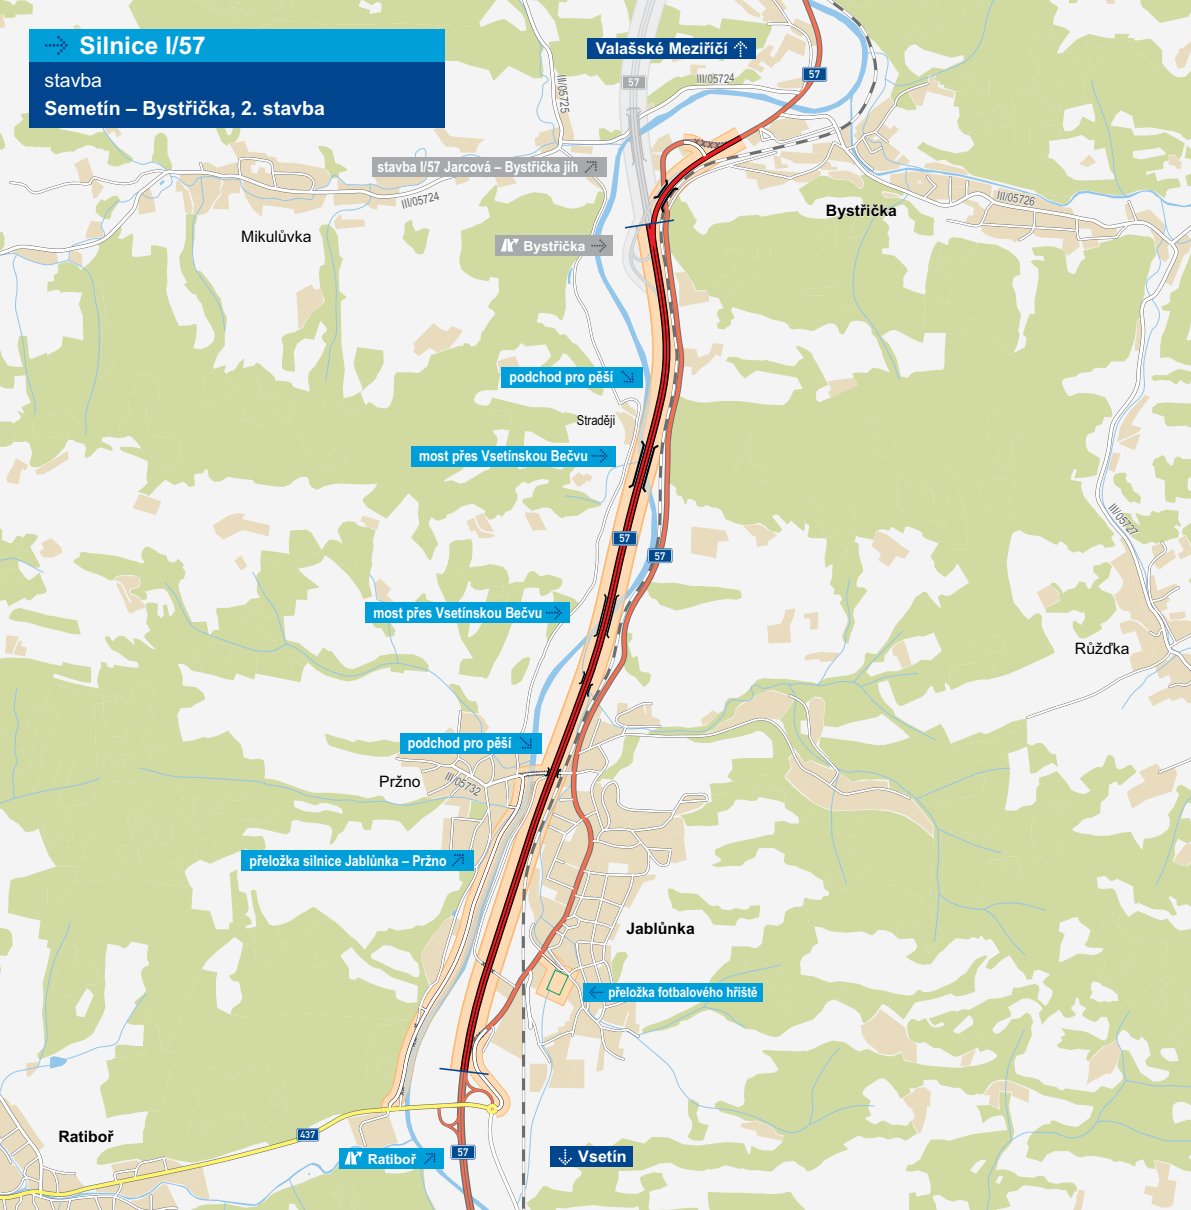 Silnice I/57
stavba
Semetín – Bystřička, 2. stavba
Valašské Meziříčí
57
57
III/05724
III/05725
stavba I/57 Jarcová – Bystřička jih
III/05724
III/05726
Bystřička
Mikulůvka
Bystřička
podchod pro pěší
Straději
most přes Vsetínskou Bečvu
III/05727
57
57
most přes Vsetínskou Bečvu
Růžďka
podchod pro pěší
Pržno
III/05732
přeložka silnice Jablůnka – Pržno
Jablůnka
přeložka fotbalového hřiště
Ratiboř
437
Ratiboř
57
Vsetín